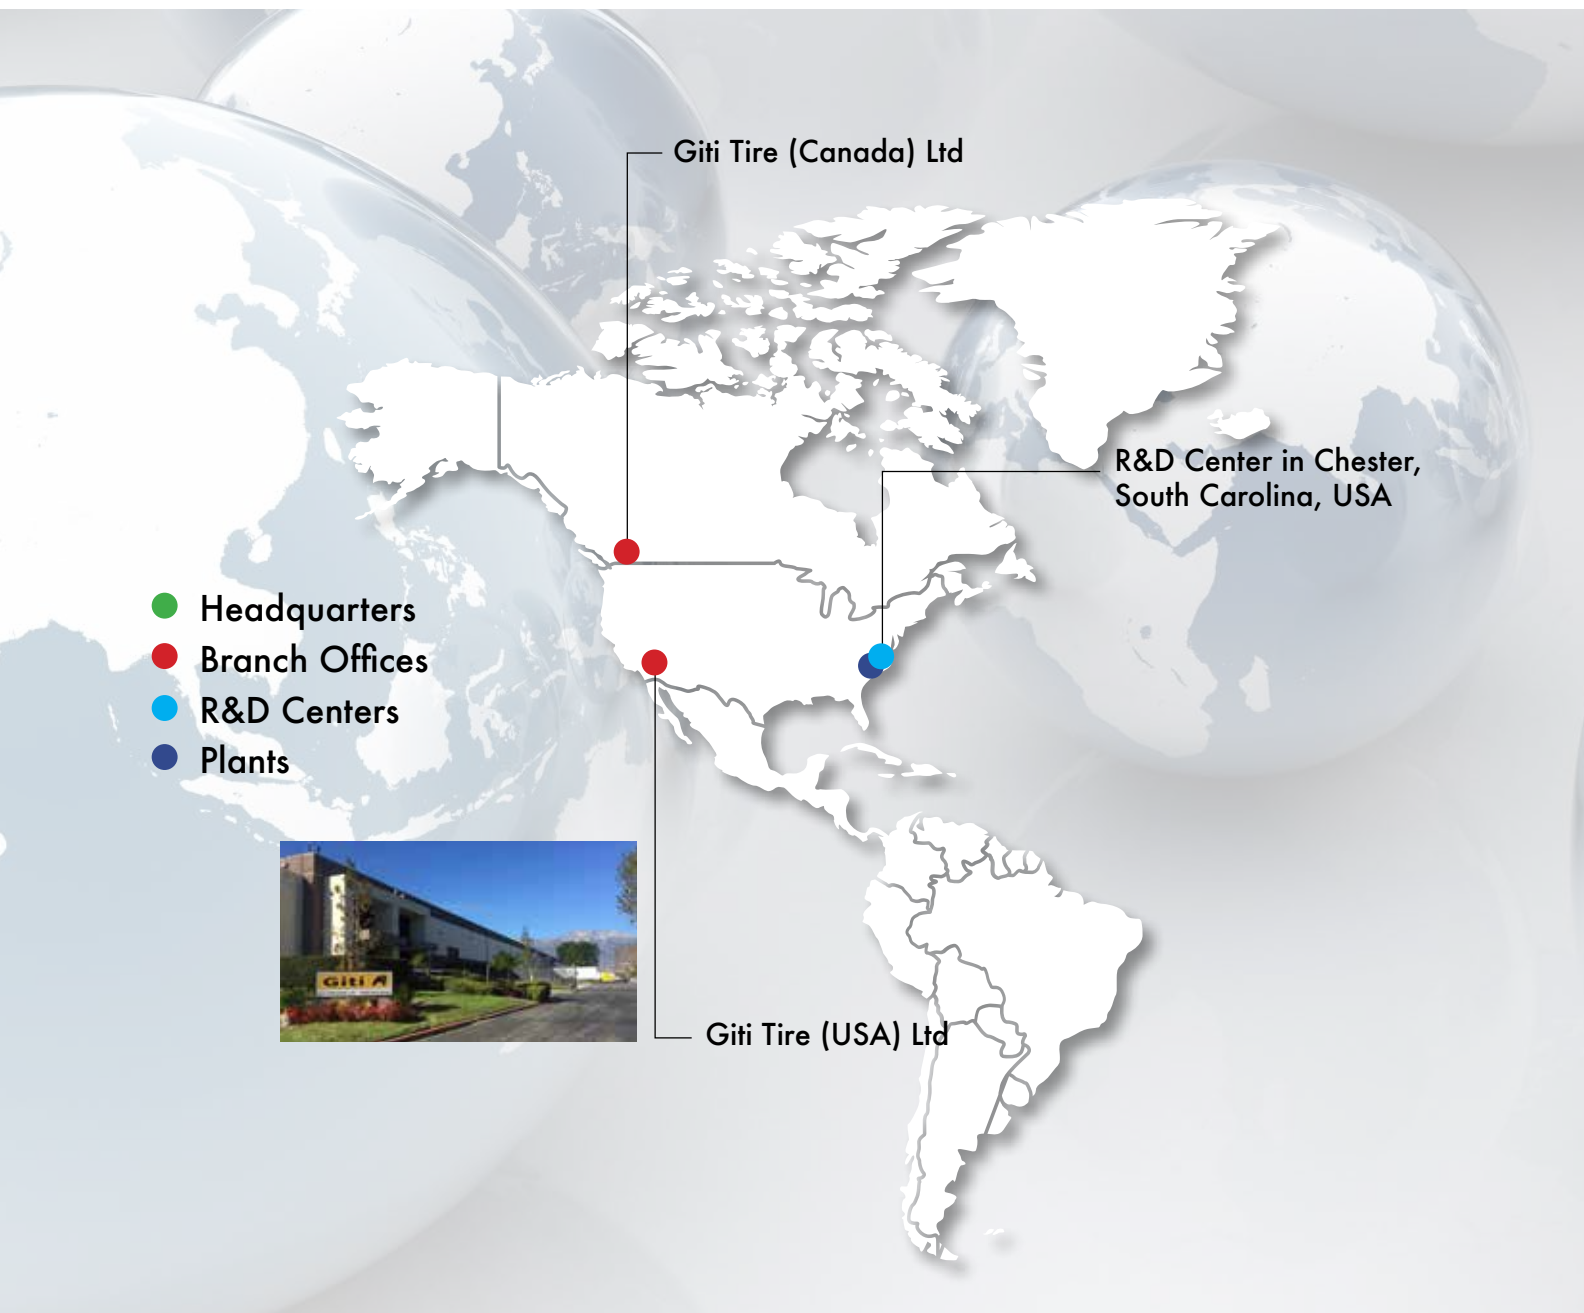 Giti Tire (Canada) Ltd
R&D Center in Chester,
South Carolina, USA
Headquarters
Branch Offices
R&D Centers
Plants
Giti
Giti Tire (USA) Ltd